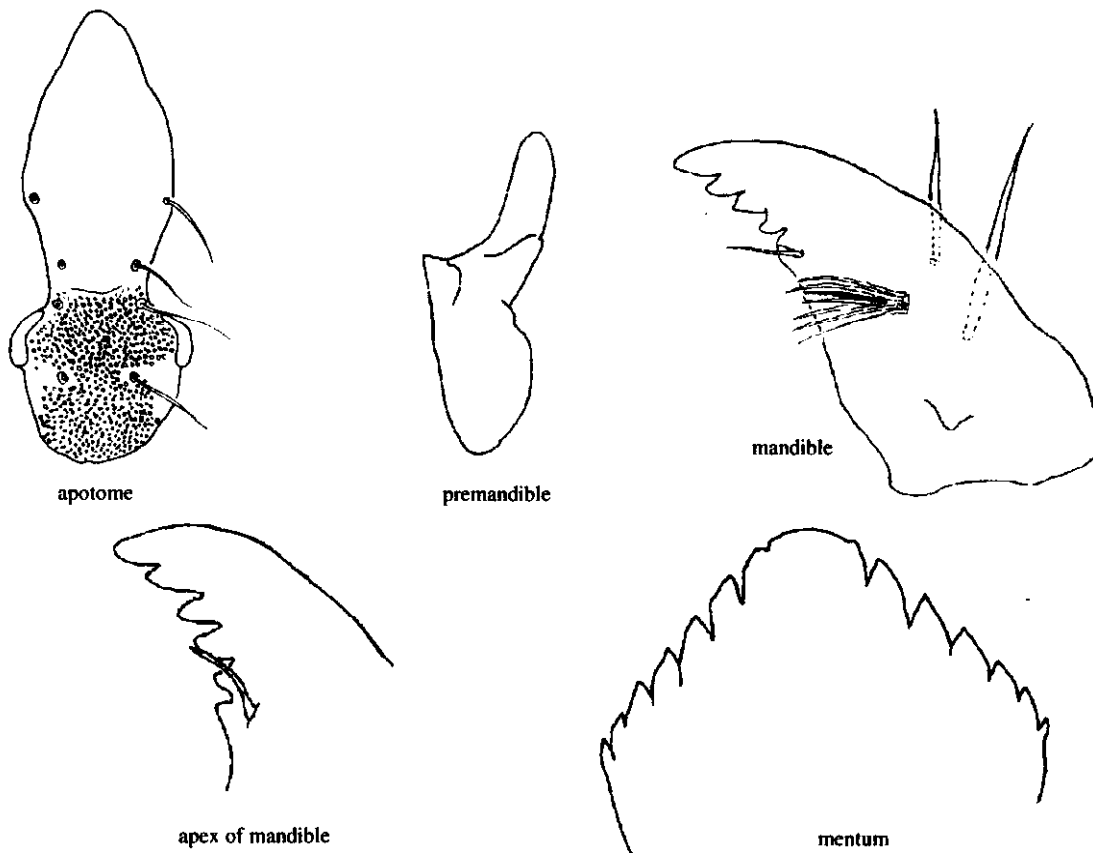 apotome
premandible
mandible
apex of mandible
mentum